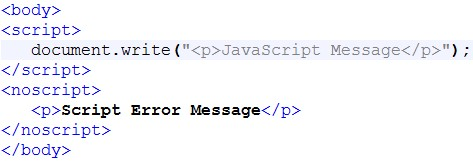 <body>
<script>
document.write("<p>JavaScript Message</p>");
</script>
<noscript>
<p>Script Error Message</p>
</noscript>
</body>